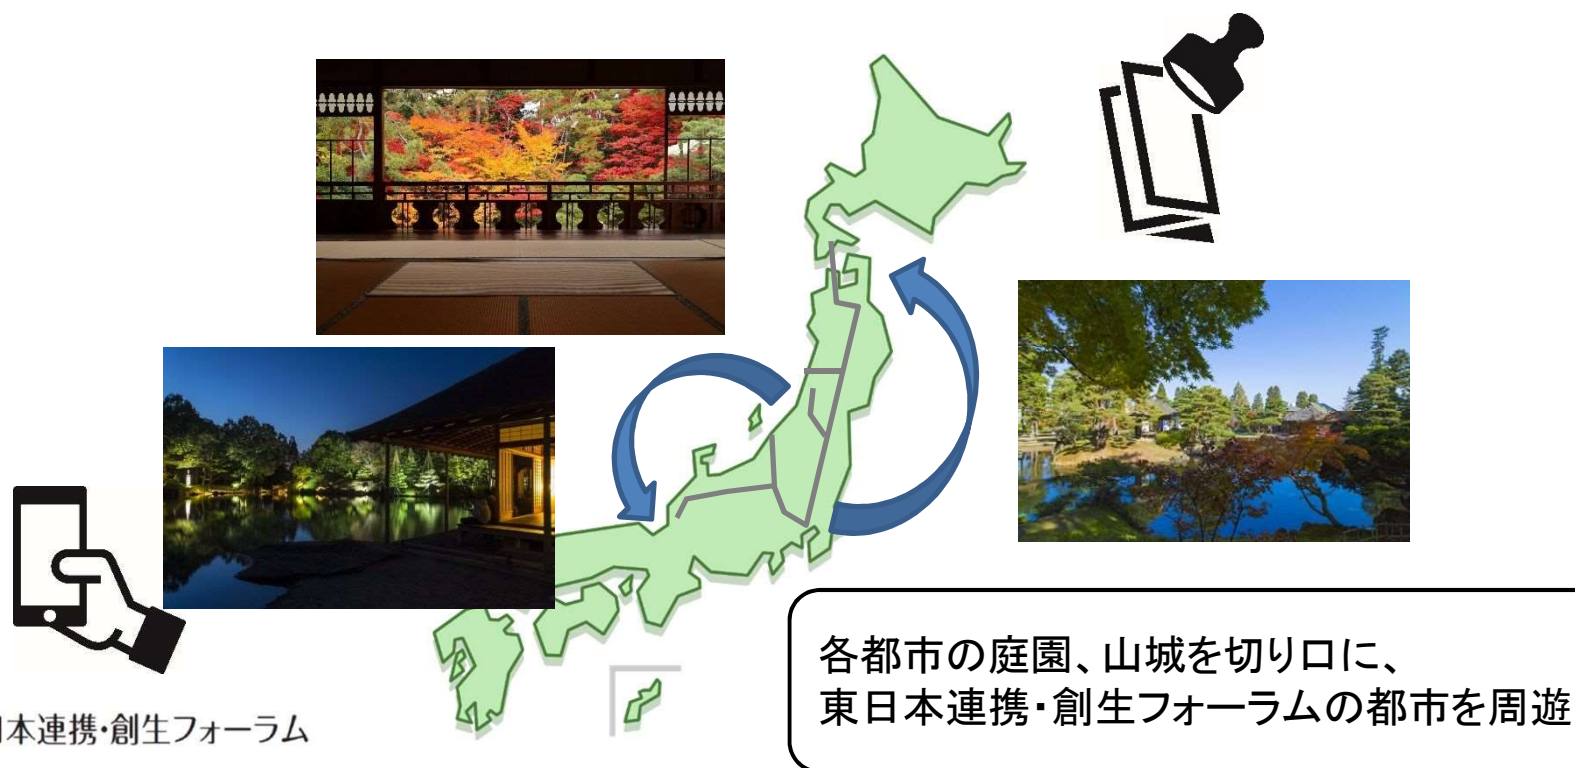 各都市の庭園、山城を切り口に、
東日本連携・創生フォーラムの都市を周遊
本連携・創生フォーラム